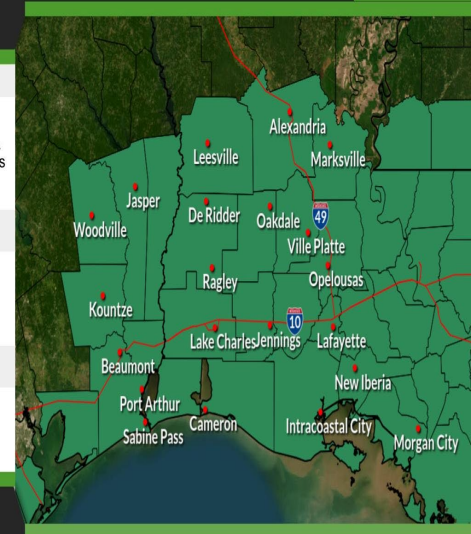 s
Alexandria
Leesville
Marksville
Jasper
De Ridder
Oakdale
49
Woodville
Ville Platte
Ragley
Opelousas
Kountze
10
Lake Charles
Jennings
Lafayette
Beaumont
New Iberia
Port Arthur
Cameron
Intracoastal City
Sabine Pass
Morgan City